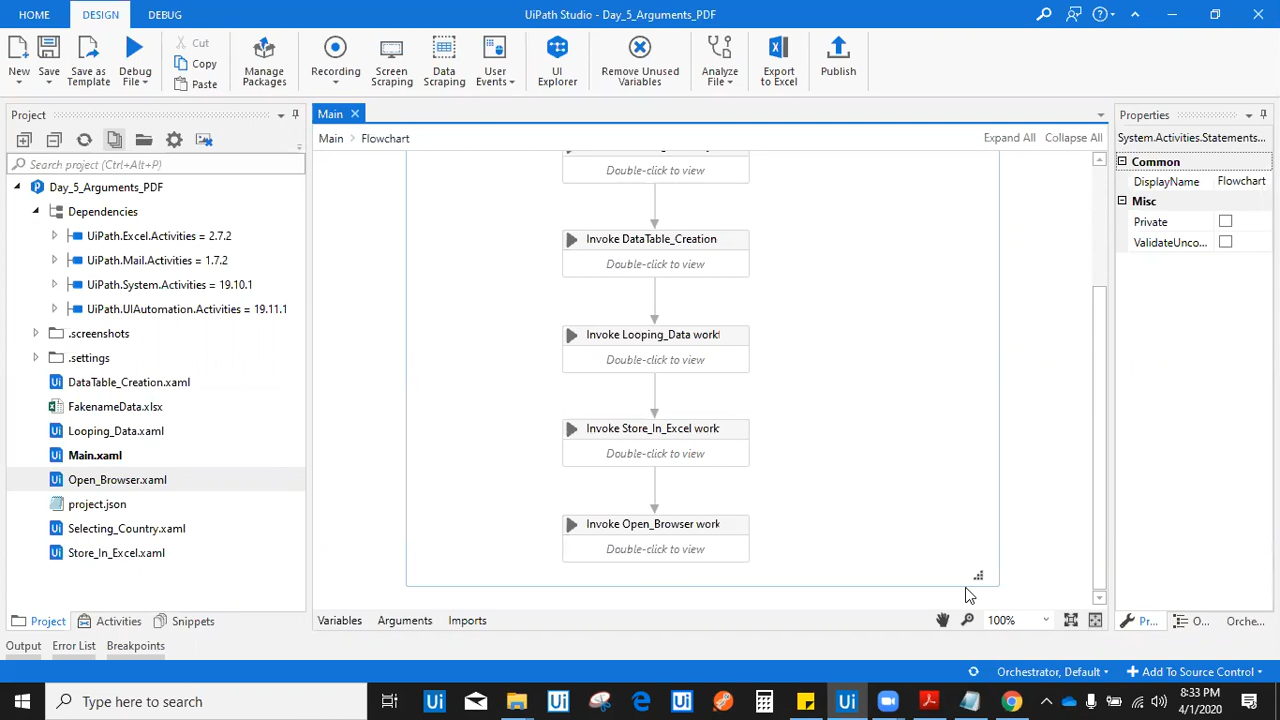 HOME DESIGN DEBUG UiPath Studio - Day_5_Arguments_PDF
New Save Save as Template Debug File Cut Copy Paste Manage Packages Recording Screen Scraping Data Scraping User Events UI Explorer Remove Unused Variables Analyze File Export to Excel Publish
Project
Search project (Ctrl+Alt+P)
Day_5_Arguments_PDF
Dependencies
UiPath.Excel.Activities = 2.7.2
UiPath.Mail.Activities = 1.7.2
UiPath.System.Activities = 19.10.1
UiPath.UIAutomation.Activities = 19.11.1
.screenshots
.settings
DataTable_Creation.xaml
FakenameData.xlsx
Looping_Data.xaml
Main.xaml
Open_Browser.xaml
project.json
Selecting_Country.xaml
Store_In_Excel.xaml
Project Activities Snippets
Main
Main Flowchart Expand All Collapse All
Double-click to view
Invoke DataTable_Creation
Double-click to view
Invoke Looping_Data workf
Double-click to view
Invoke Store_In_Excel work
Double-click to view
Invoke Open_Browser work
Double-click to view
Variables Arguments Imports 100%
Properties
System.Activities.Statements...
Common
DisplayName Flowchart
Misc
Private
ValidateUnco...
Pr... O... Orche...
Output Error List Breakpoints
Orchestrator, Default Add To Source Control
Type here to search
8:33 PM
4/1/2020